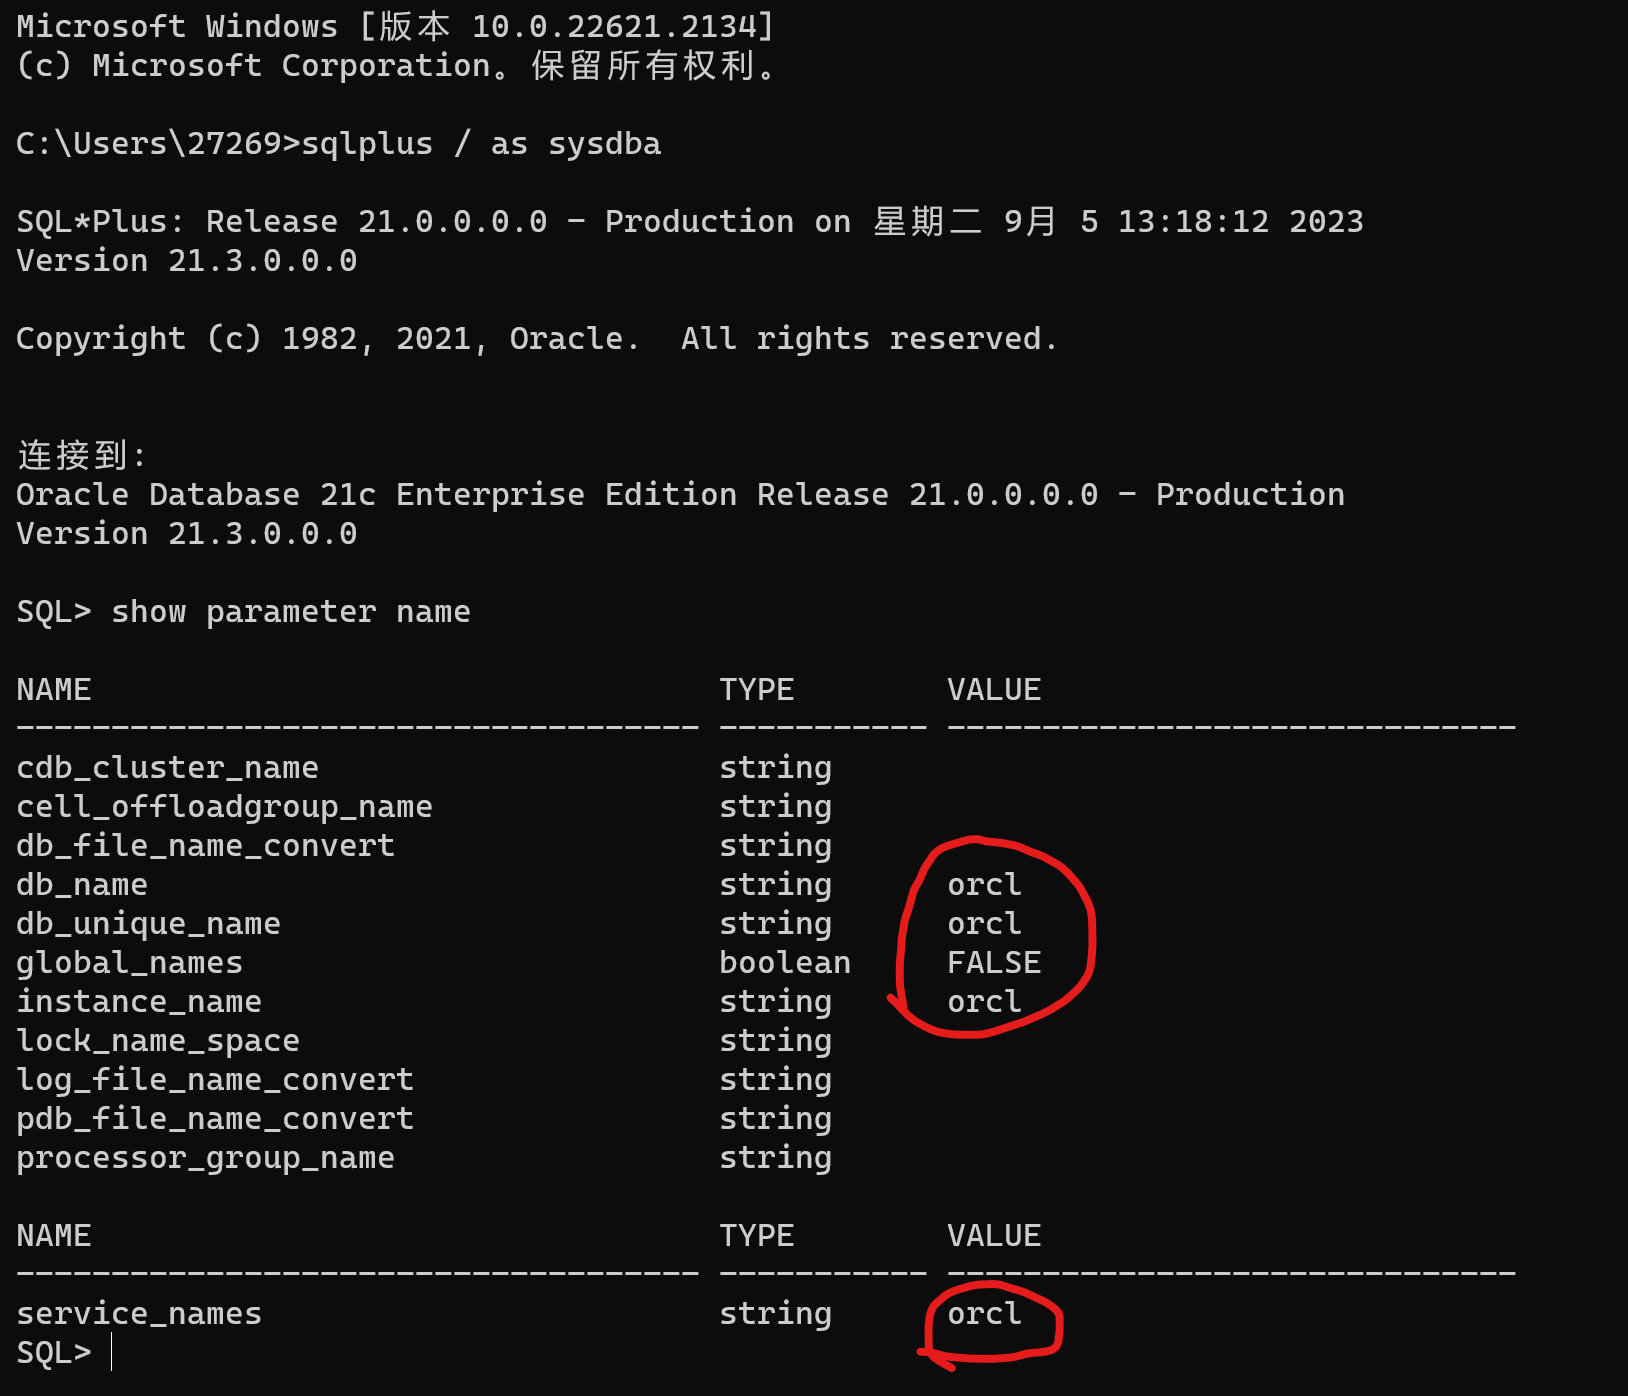 Microsoft Windows [版本 10.0.22621.2134]
(c) Microsoft Corporation。保留所有权利。
C:\Users\27269>sqlplus / as sysdba
SQL*Plus: Release 21.0.0.0.0 - Production on 星期二 9月 5 13:18:12 2023
Version 21.3.0.0.0
Copyright (c) 1982, 2021, Oracle.  All rights reserved.
连接到:
Oracle Database 21c Enterprise Edition Release 21.0.0.0.0 - Production
Version 21.3.0.0.0
SQL> show parameter name
NAME                                 TYPE        VALUE
------------------------------------ ----------- ------------------------------
cdb_cluster_name                     string
cell_offloadgroup_name               string
db_file_name_convert                 string
db_name                              string      orcl
db_unique_name                       string      orcl
global_names                         boolean     FALSE
instance_name                        string      orcl
lock_name_space                      string
log_file_name_convert                string
pdb_file_name_convert                string
processor_group_name                 string
NAME                                 TYPE        VALUE
------------------------------------ ----------- ------------------------------
service_names                        string      orcl
SQL>